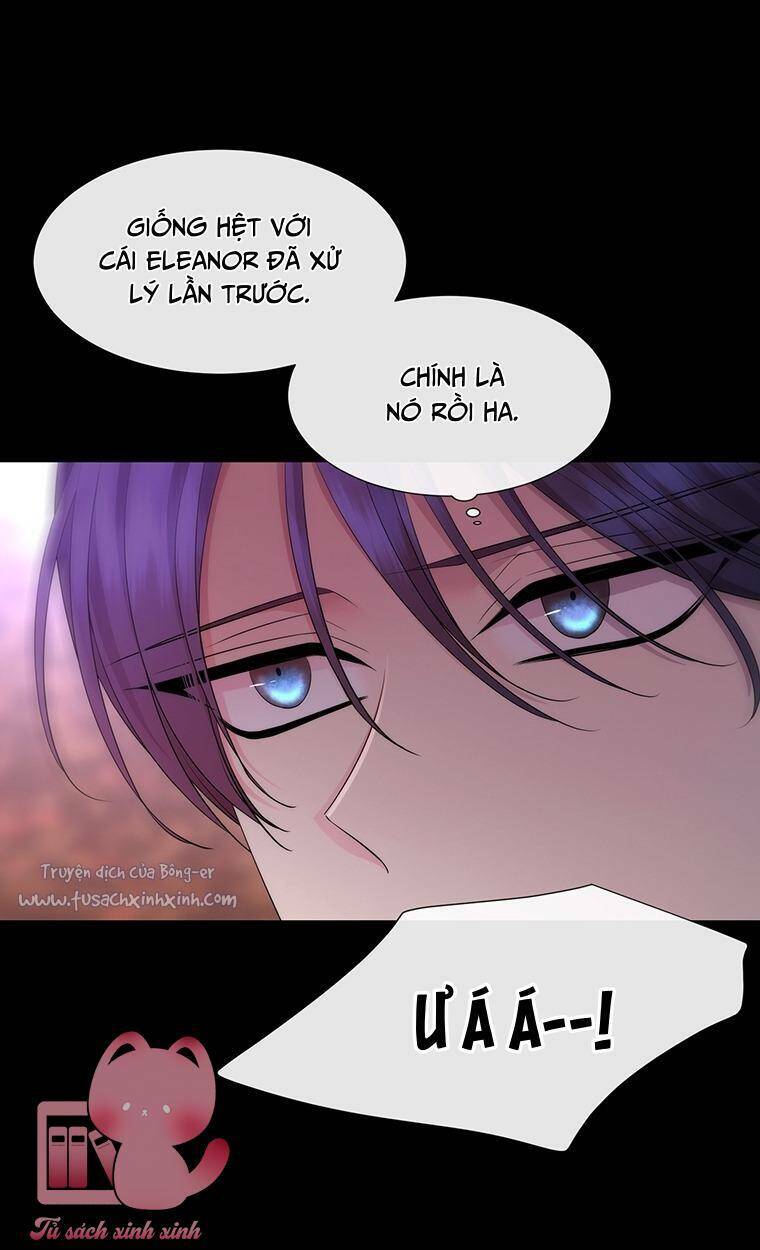 GIỐNG HỆT VỚI
CÁI ELEANOR ĐÃ XỬ
LÝ LẦN TRƯỚC.
CHÍNH LÀ
NÓ RỒI HA.
Truyện dịch của Bông-er
www.tusachxinhxinh.com
ƯÁ Á--!
Tủ sách xinh xinh